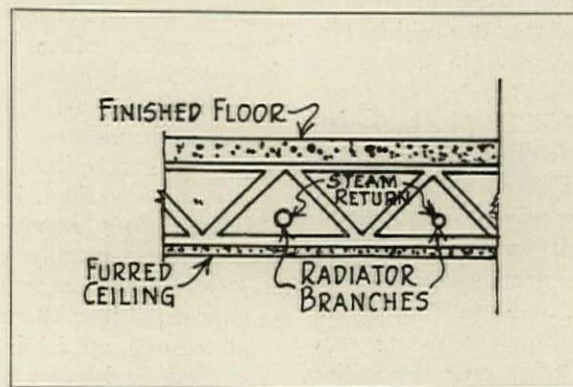 FINISHED FLOOR
STEAM
RETURN
FURRED
CEILING
RADIATOR
BRANCHES